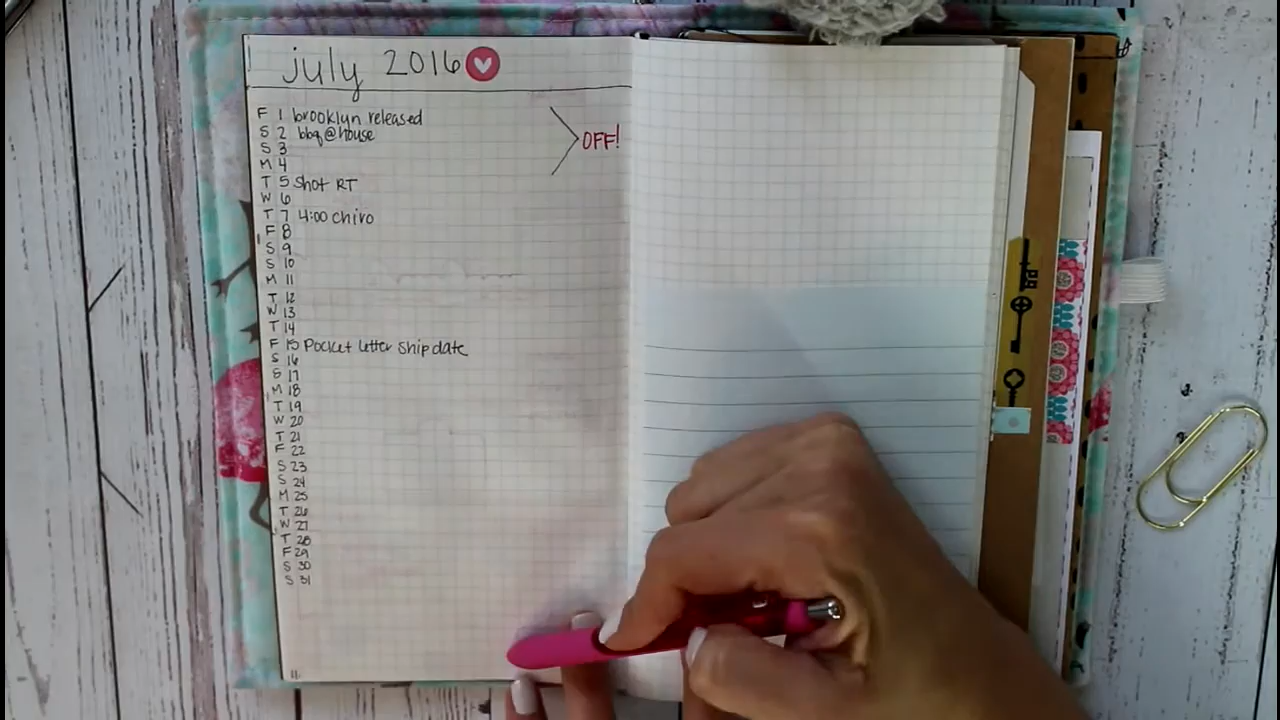 july 2016
F 1 brooklyn released
S 2 bbq@house
S 3
OFF!
M 4
T 5 Shot RT
W 6
T 7 4:00 chiro
F 8
S 9
S 10
M 11
T 12
W 13
T 14
F 15 Pocket letter ship date
S 16
S 17
M 18
T 19
W 20
T 21
F 22
S 23
S 24
M 25
T 26
W 27
T 28
F 29
S 30
S 31
11